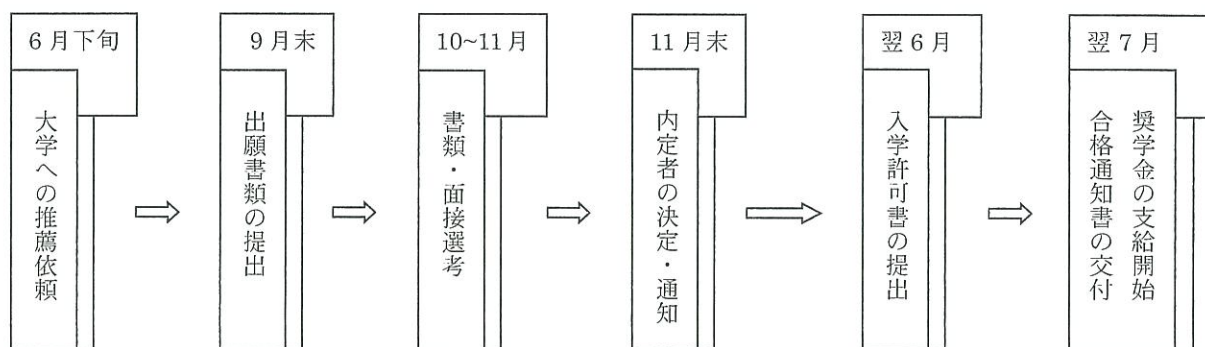 6月下旬
大学への推薦依頼
9月末
出願書類の提出
10~11月
書類・面接選考
11月末
内定者の決定・通知
翌6月
入学許可書の提出
翌7月
奨学金の支給開始
合格通知書の交付